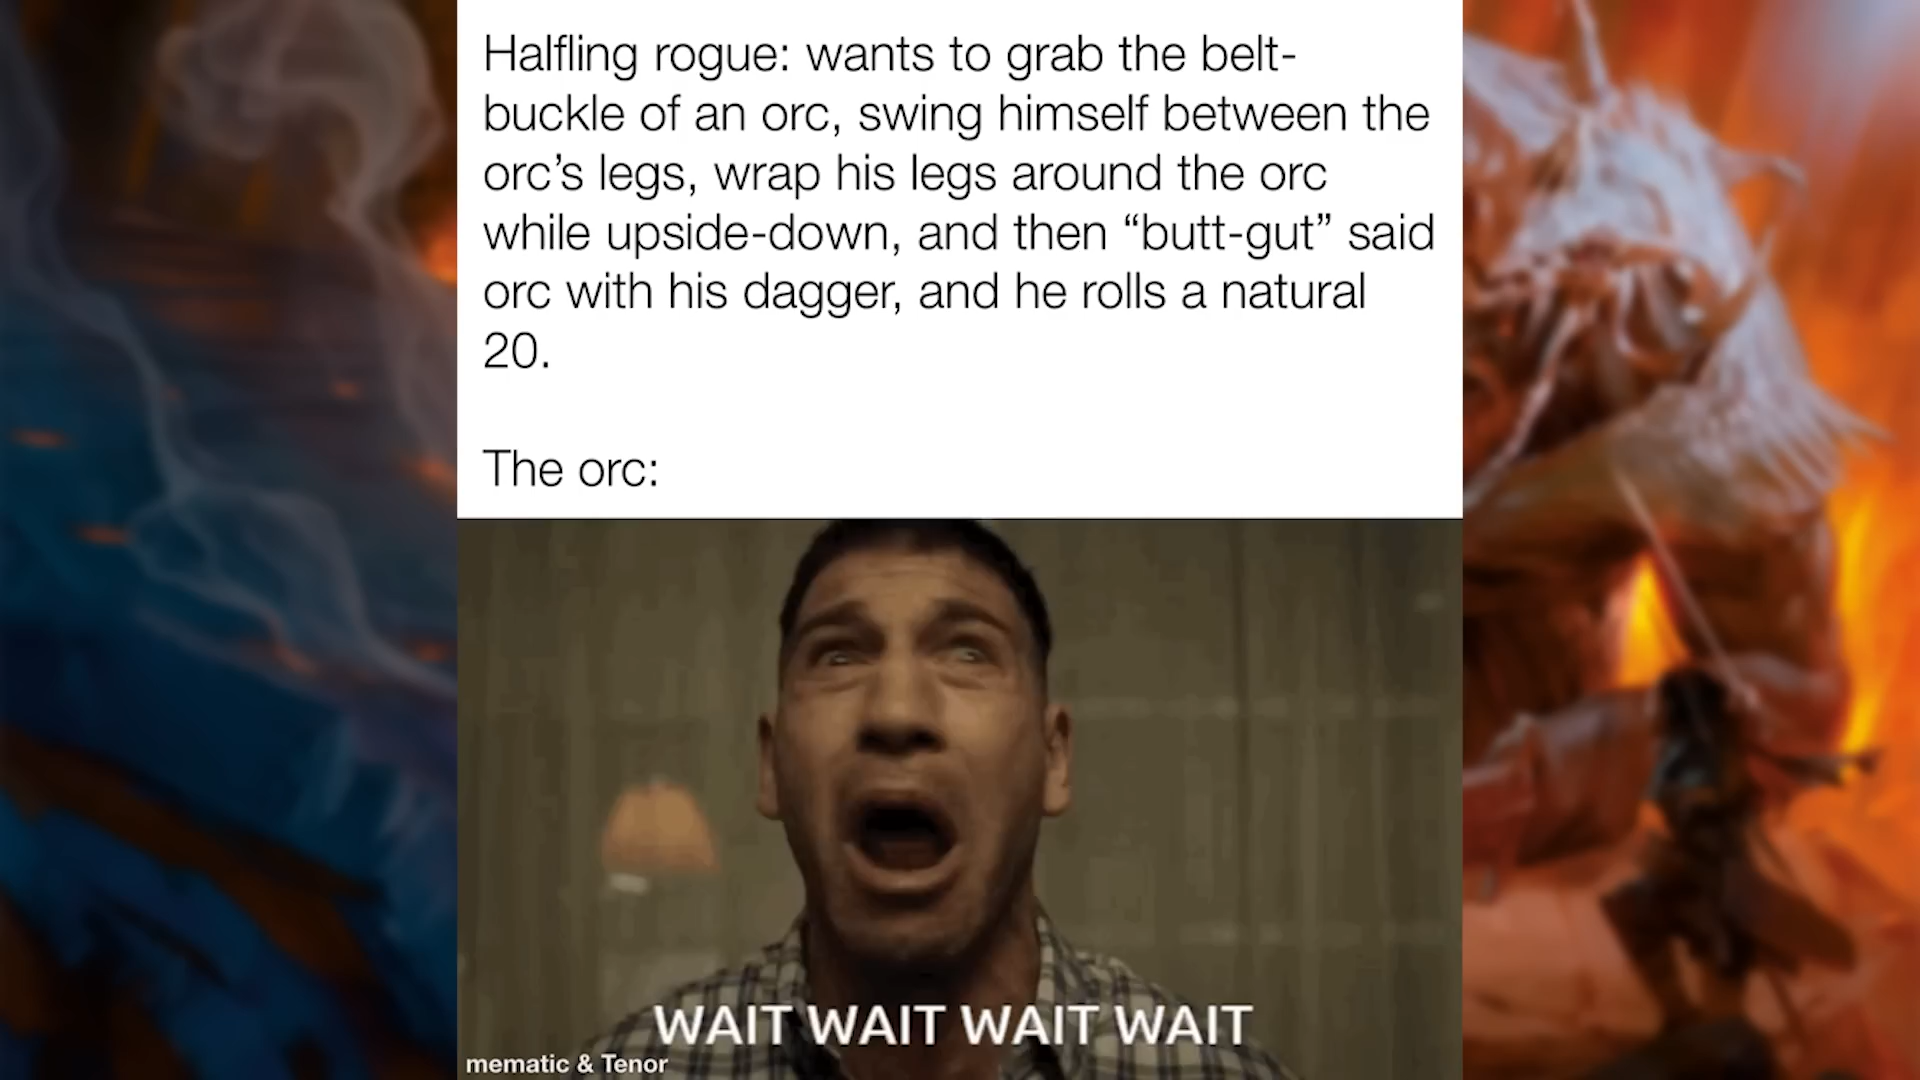 Halfling rogue: wants to grab the belt-
buckle of an orc, swing himself between the
orc’s legs, wrap his legs around the orc
while upside-down, and then “butt-gut” said
orc with his dagger, and he rolls a natural
20.
The orc:
WAIT WAIT WAIT WAIT
mematic & Tenor